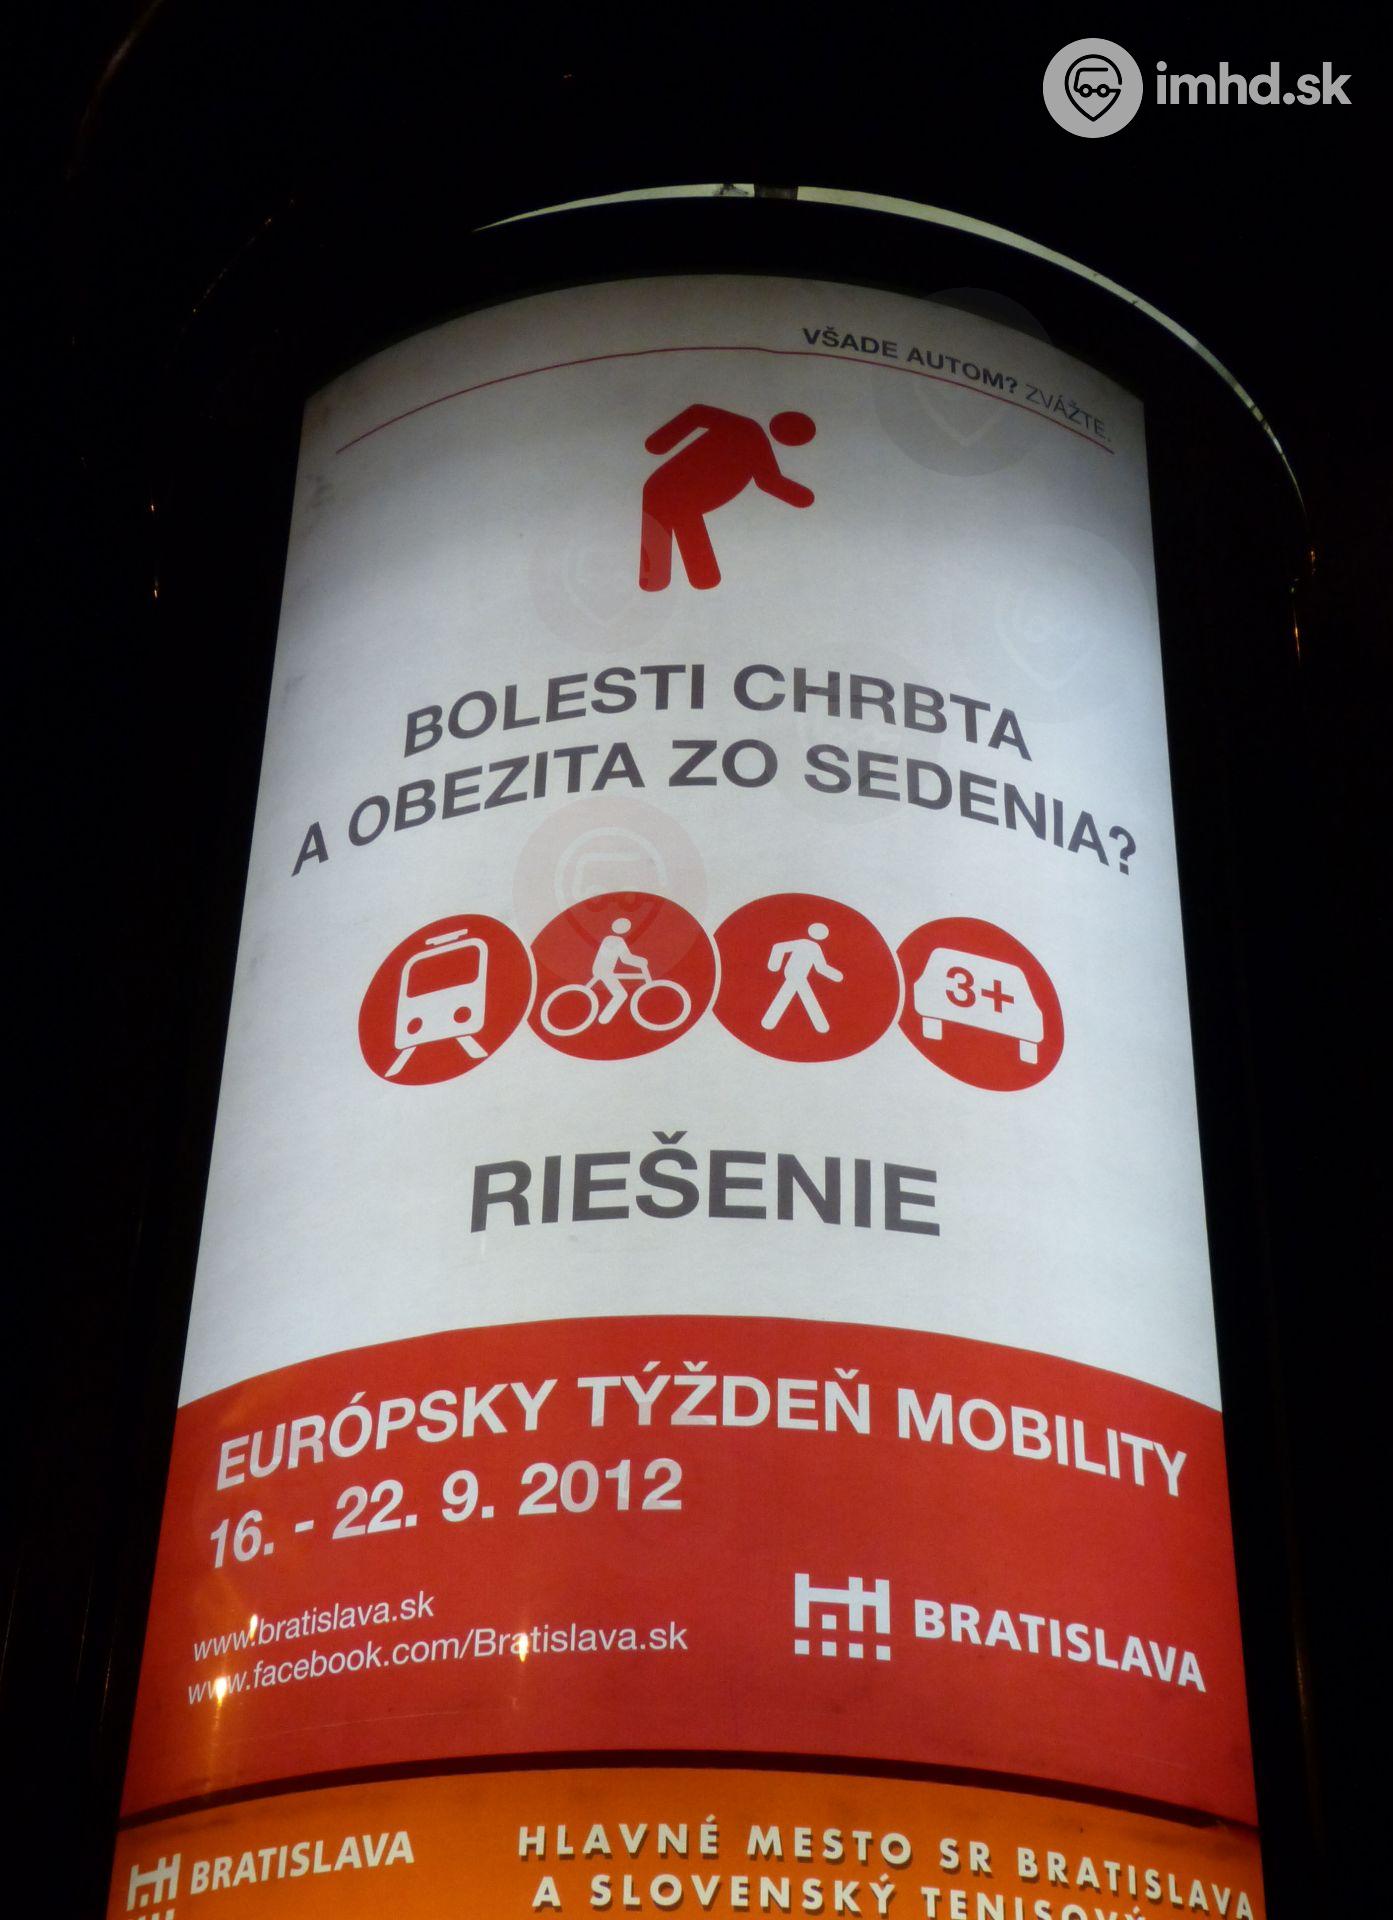 imhd.sk
VŠADE AUTOM? ZVÁŽTE.
BOLESTI CHRBTA
A OBEZITA ZO SEDENIA?
3+
RIEŠENIE
EURÓPSKY TÝŽDEŇ MOBILITY
16. - 22. 9. 2012
www.bratislava.sk
www.facebook.com/Bratislava.sk
BRATISLAVA
BRATISLAVA
HLAVNÉ MESTO SR BRATISLAVA
A SLOVENSKÝ